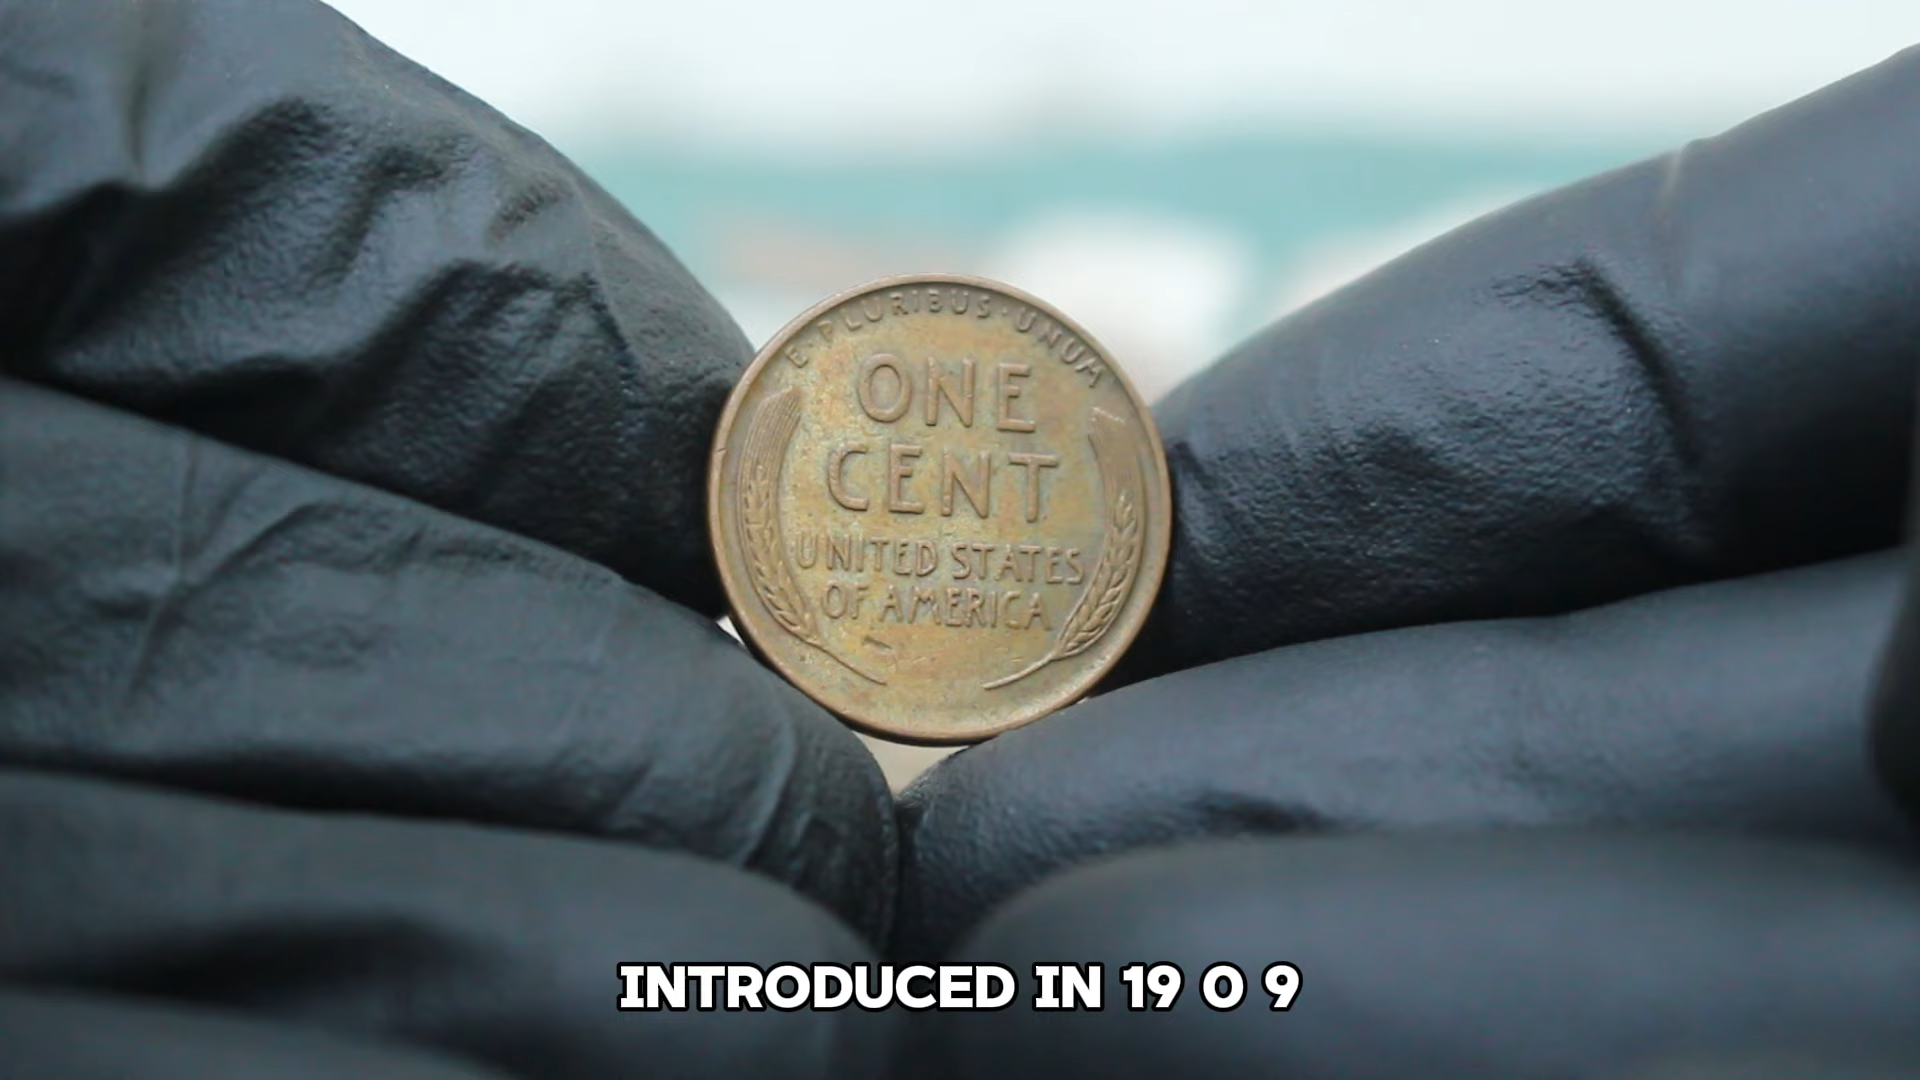 E·PLURIBUS·UNUM
ONE
CENT
UNITED STATES
OF AMERICA
INTRODUCED IN 19 0 9